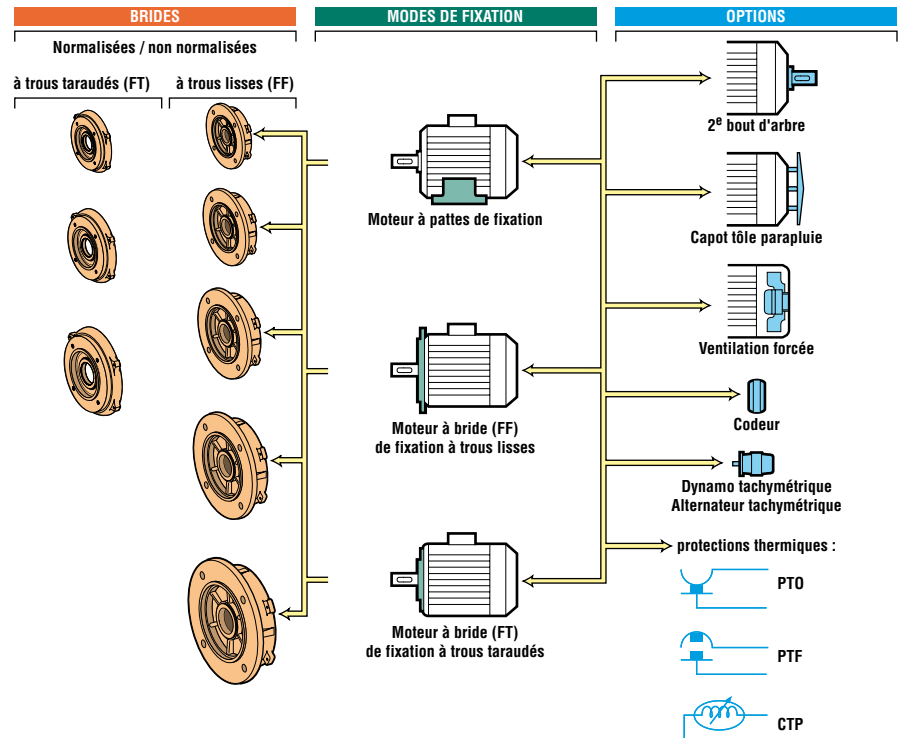 BRIDES
Normalisées / non normalisées
à trous taraudés (FT)
à trous lisses (FF)
MODES DE FIXATION
Moteur à pattes de fixation
Moteur à bride (FF)
de fixation à trous lisses
Moteur à bride (FT)
de fixation à trous taraudés
OPTIONS
2e bout d'arbre
Capot tôle parapluie
Ventilation forcée
Codeur
Dynamo tachymétrique
Alternateur tachymétrique
protections thermiques :
PTO
PTF
CTP